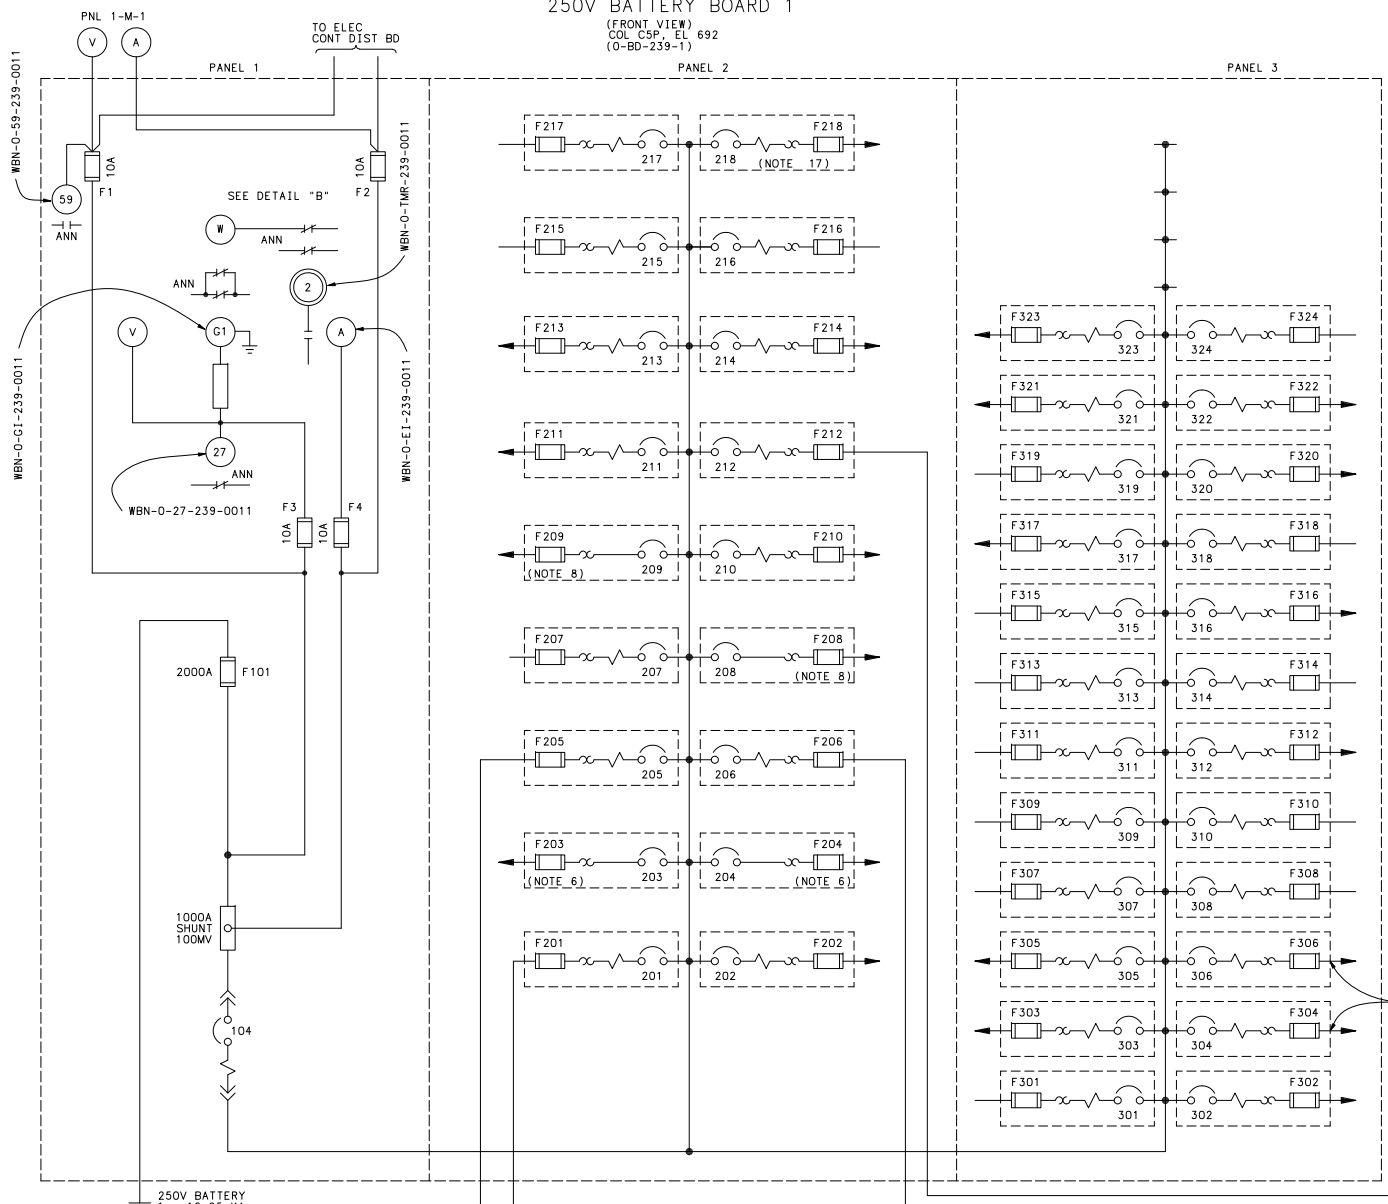 250V BATTERY BOARD 1
(FRONT VIEW)
COL C5P, EL 692
(0-BD-239-1)
PNL 1-M-1
V
A
TO ELEC
CONT DIST BD
PANEL 1
PANEL 2
PANEL 3
WBN-0-59-239-0011
10A
F1
10A
F2
59
ANN
SEE DETAIL "B"
WBN-0-TMR-239-0011
W
ANN
ANN
2
V
G1
A
WBN-0-GI-239-0011
WBN-0-EI-239-0011
27
ANN
WBN-0-27-239-0011
F3
10A
F4
10A
2000A
F101
1000A
SHUNT
100MV
104
250V BATTERY
F217
217
F218
218
(NOTE 17)
F215
215
F216
216
F213
213
F214
214
F211
211
F212
212
F209
(NOTE 8)
209
F210
210
F207
207
F208
208
(NOTE 8)
F205
205
F206
206
F203
(NOTE 6)
203
F204
204
(NOTE 6)
F201
201
F202
202
F323
323
F324
324
F321
321
F322
322
F319
319
F320
320
F317
317
F318
318
F315
315
F316
316
F313
313
F314
314
F311
311
F312
312
F309
309
F310
310
F307
307
F308
308
F305
305
F306
306
F303
303
F304
304
F301
301
F302
302